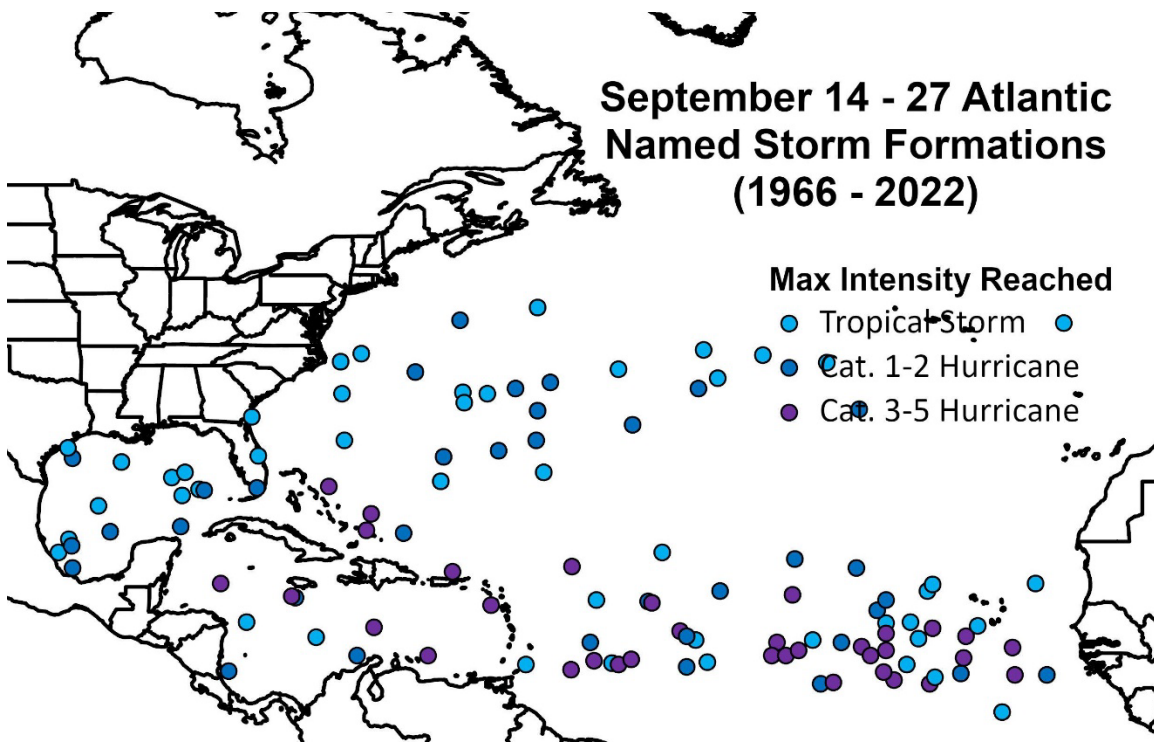 September 14 - 27 Atlantic
Named Storm Formations
(1966 - 2022)
Max Intensity Reached
Tropical Storm
Cat. 1-2 Hurricane
Cat. 3-5 Hurricane